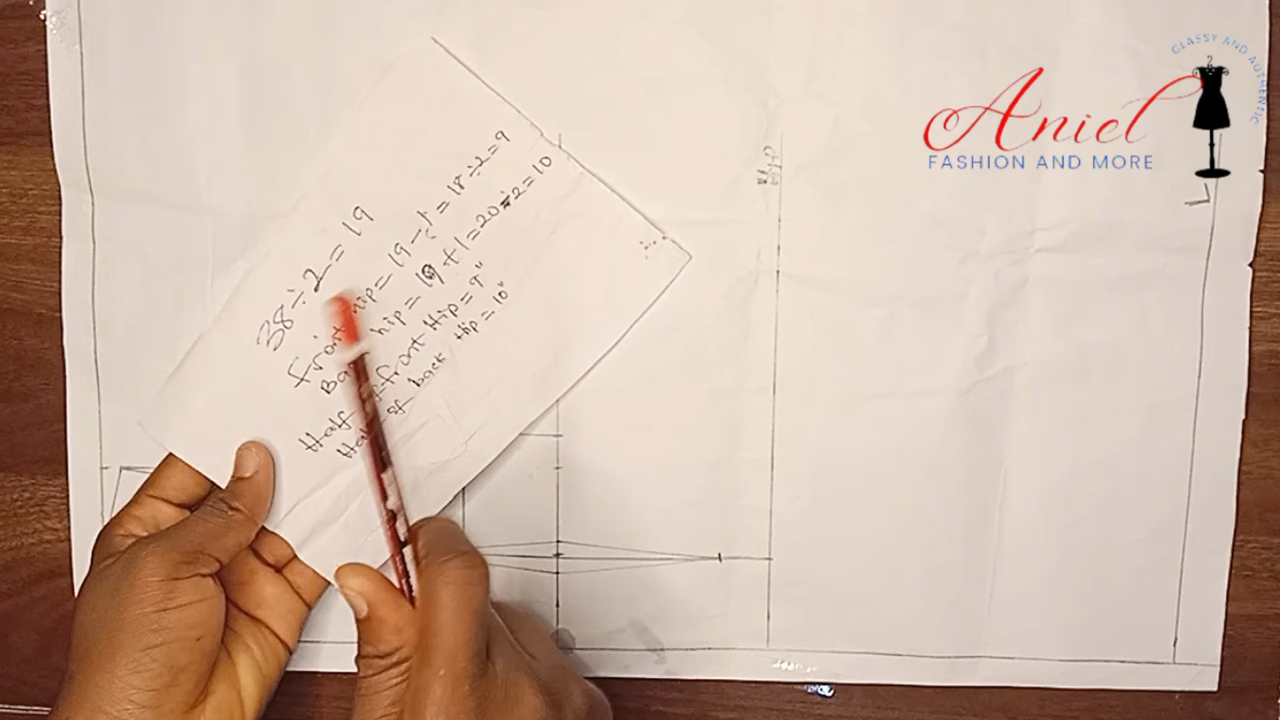 38 ÷ 2 = 19
Front hip = 19 - 1 = 18 ÷ 2 = 9
Back hip = 19 + 1 = 20 ÷ 2 = 10
Half of front Hip = 9"
Half of back Hip = 10"
CLASSY AND AUTHENTIC
Aniel
FASHION AND MORE